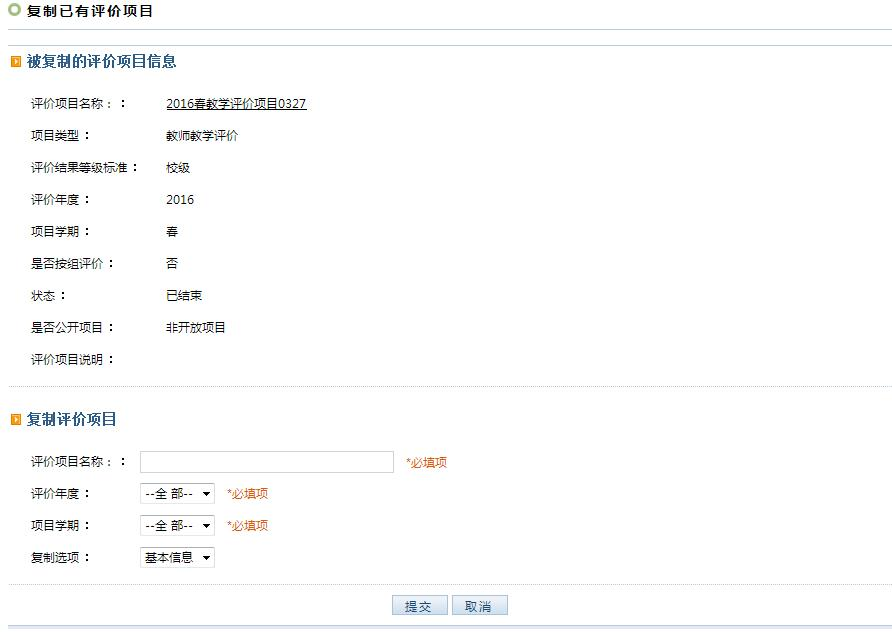 复制已有评价项目
被复制的评价项目信息
评价项目名称：： 2016春教学评价项目0327
项目类型： 教师教学评价
评价结果等级标准： 校级
评价年度： 2016
项目学期： 春
是否按组评价： 否
状态： 已结束
是否公开项目： 非开放项目
评价项目说明：
复制评价项目
评价项目名称：： *必填项
评价年度： --全 部-- *必填项
项目学期： --全 部-- *必填项
复制选项： 基本信息
提交 取消